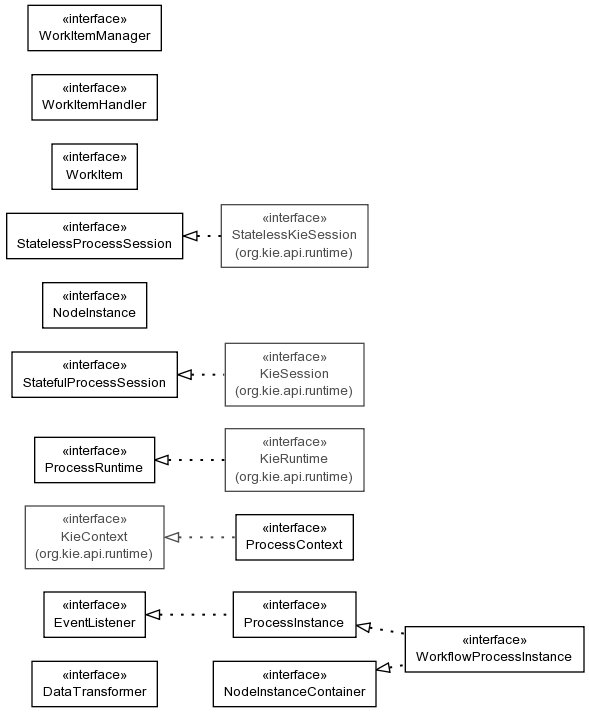 «interface»
WorkItemManager
«interface»
WorkItemHandler
«interface»
WorkItem
«interface»
StatelessProcessSession
«interface»
StatelessKieSession
(org.kie.api.runtime)
«interface»
NodeInstance
«interface»
StatefulProcessSession
«interface»
KieSession
(org.kie.api.runtime)
«interface»
ProcessRuntime
«interface»
KieRuntime
(org.kie.api.runtime)
«interface»
KieContext
(org.kie.api.runtime)
«interface»
ProcessContext
«interface»
EventListener
«interface»
ProcessInstance
«interface»
WorkflowProcessInstance
«interface»
DataTransformer
«interface»
NodeInstanceContainer